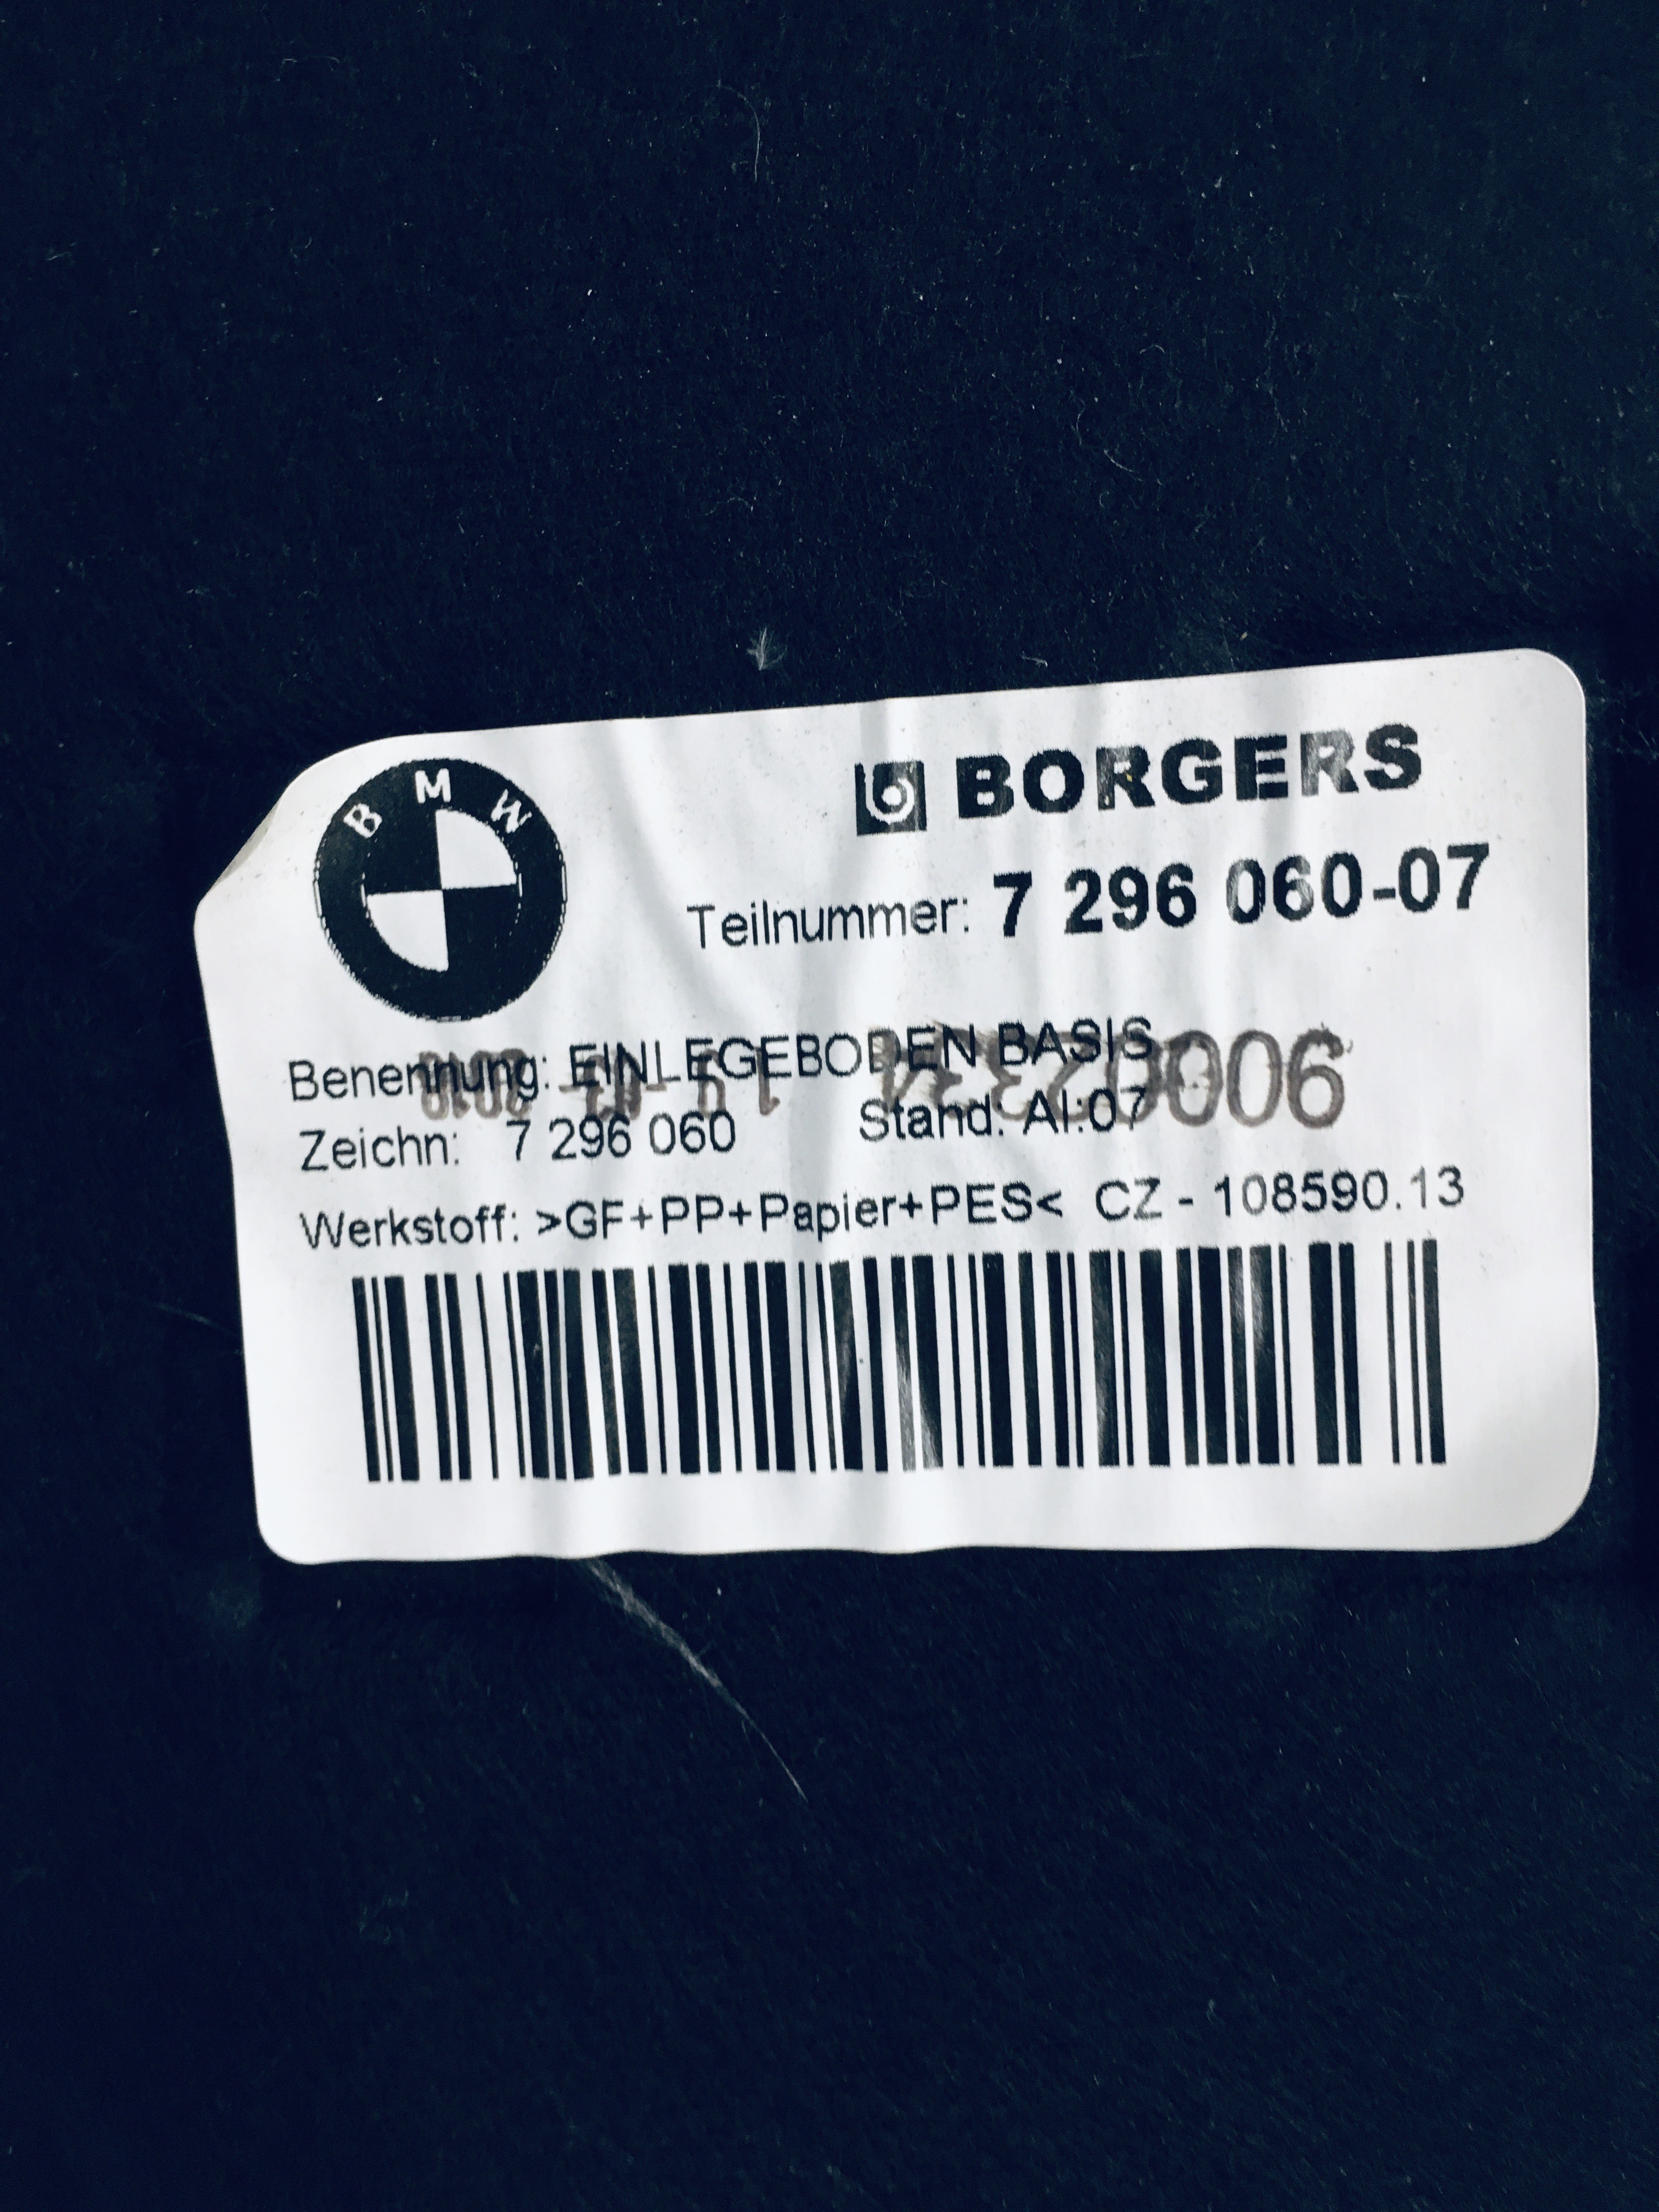 BMW
BORGERS
Teilnummer: 7 296 060-07
Benennung: EINLEGEBODEN BASIS
Zeichn: 7 296 060 Stand: AI:07
Werkstoff: >GF+PP+Papier+PES< CZ - 108590.13